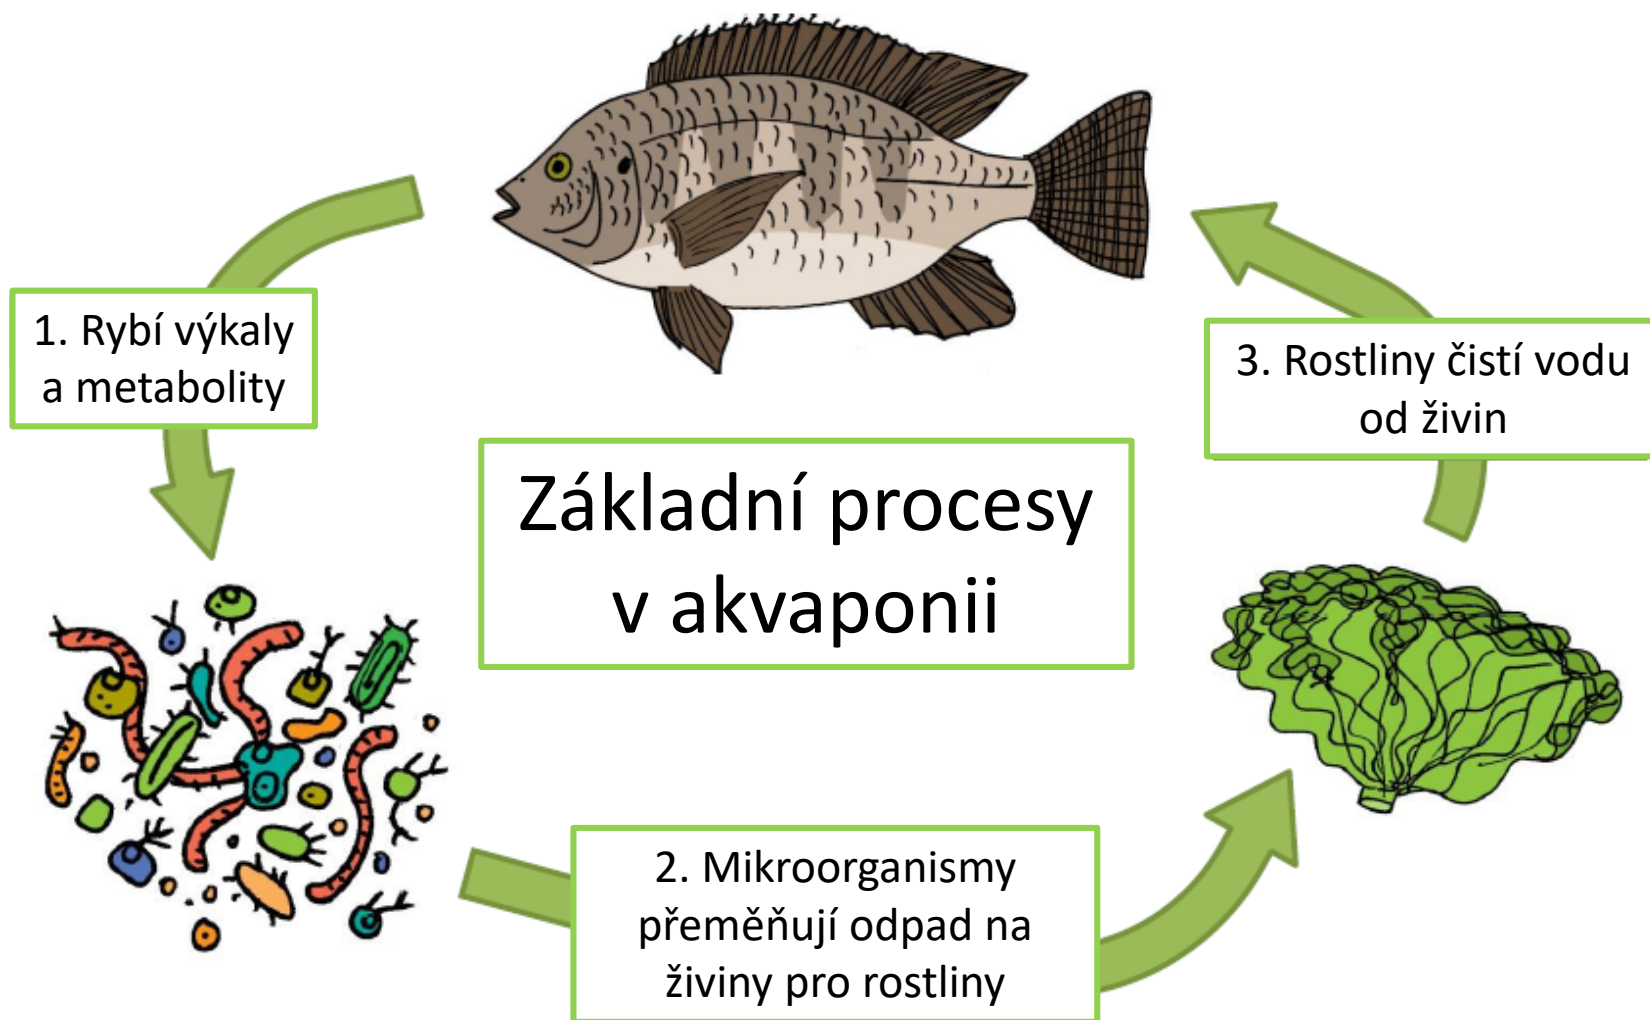 1. Rybí výkaly
a metabolity
3. Rostliny čistí vodu
od živin
Základní procesy
v akvaponii
2. Mikroorganismy
přeměňují odpad na
živiny pro rostliny